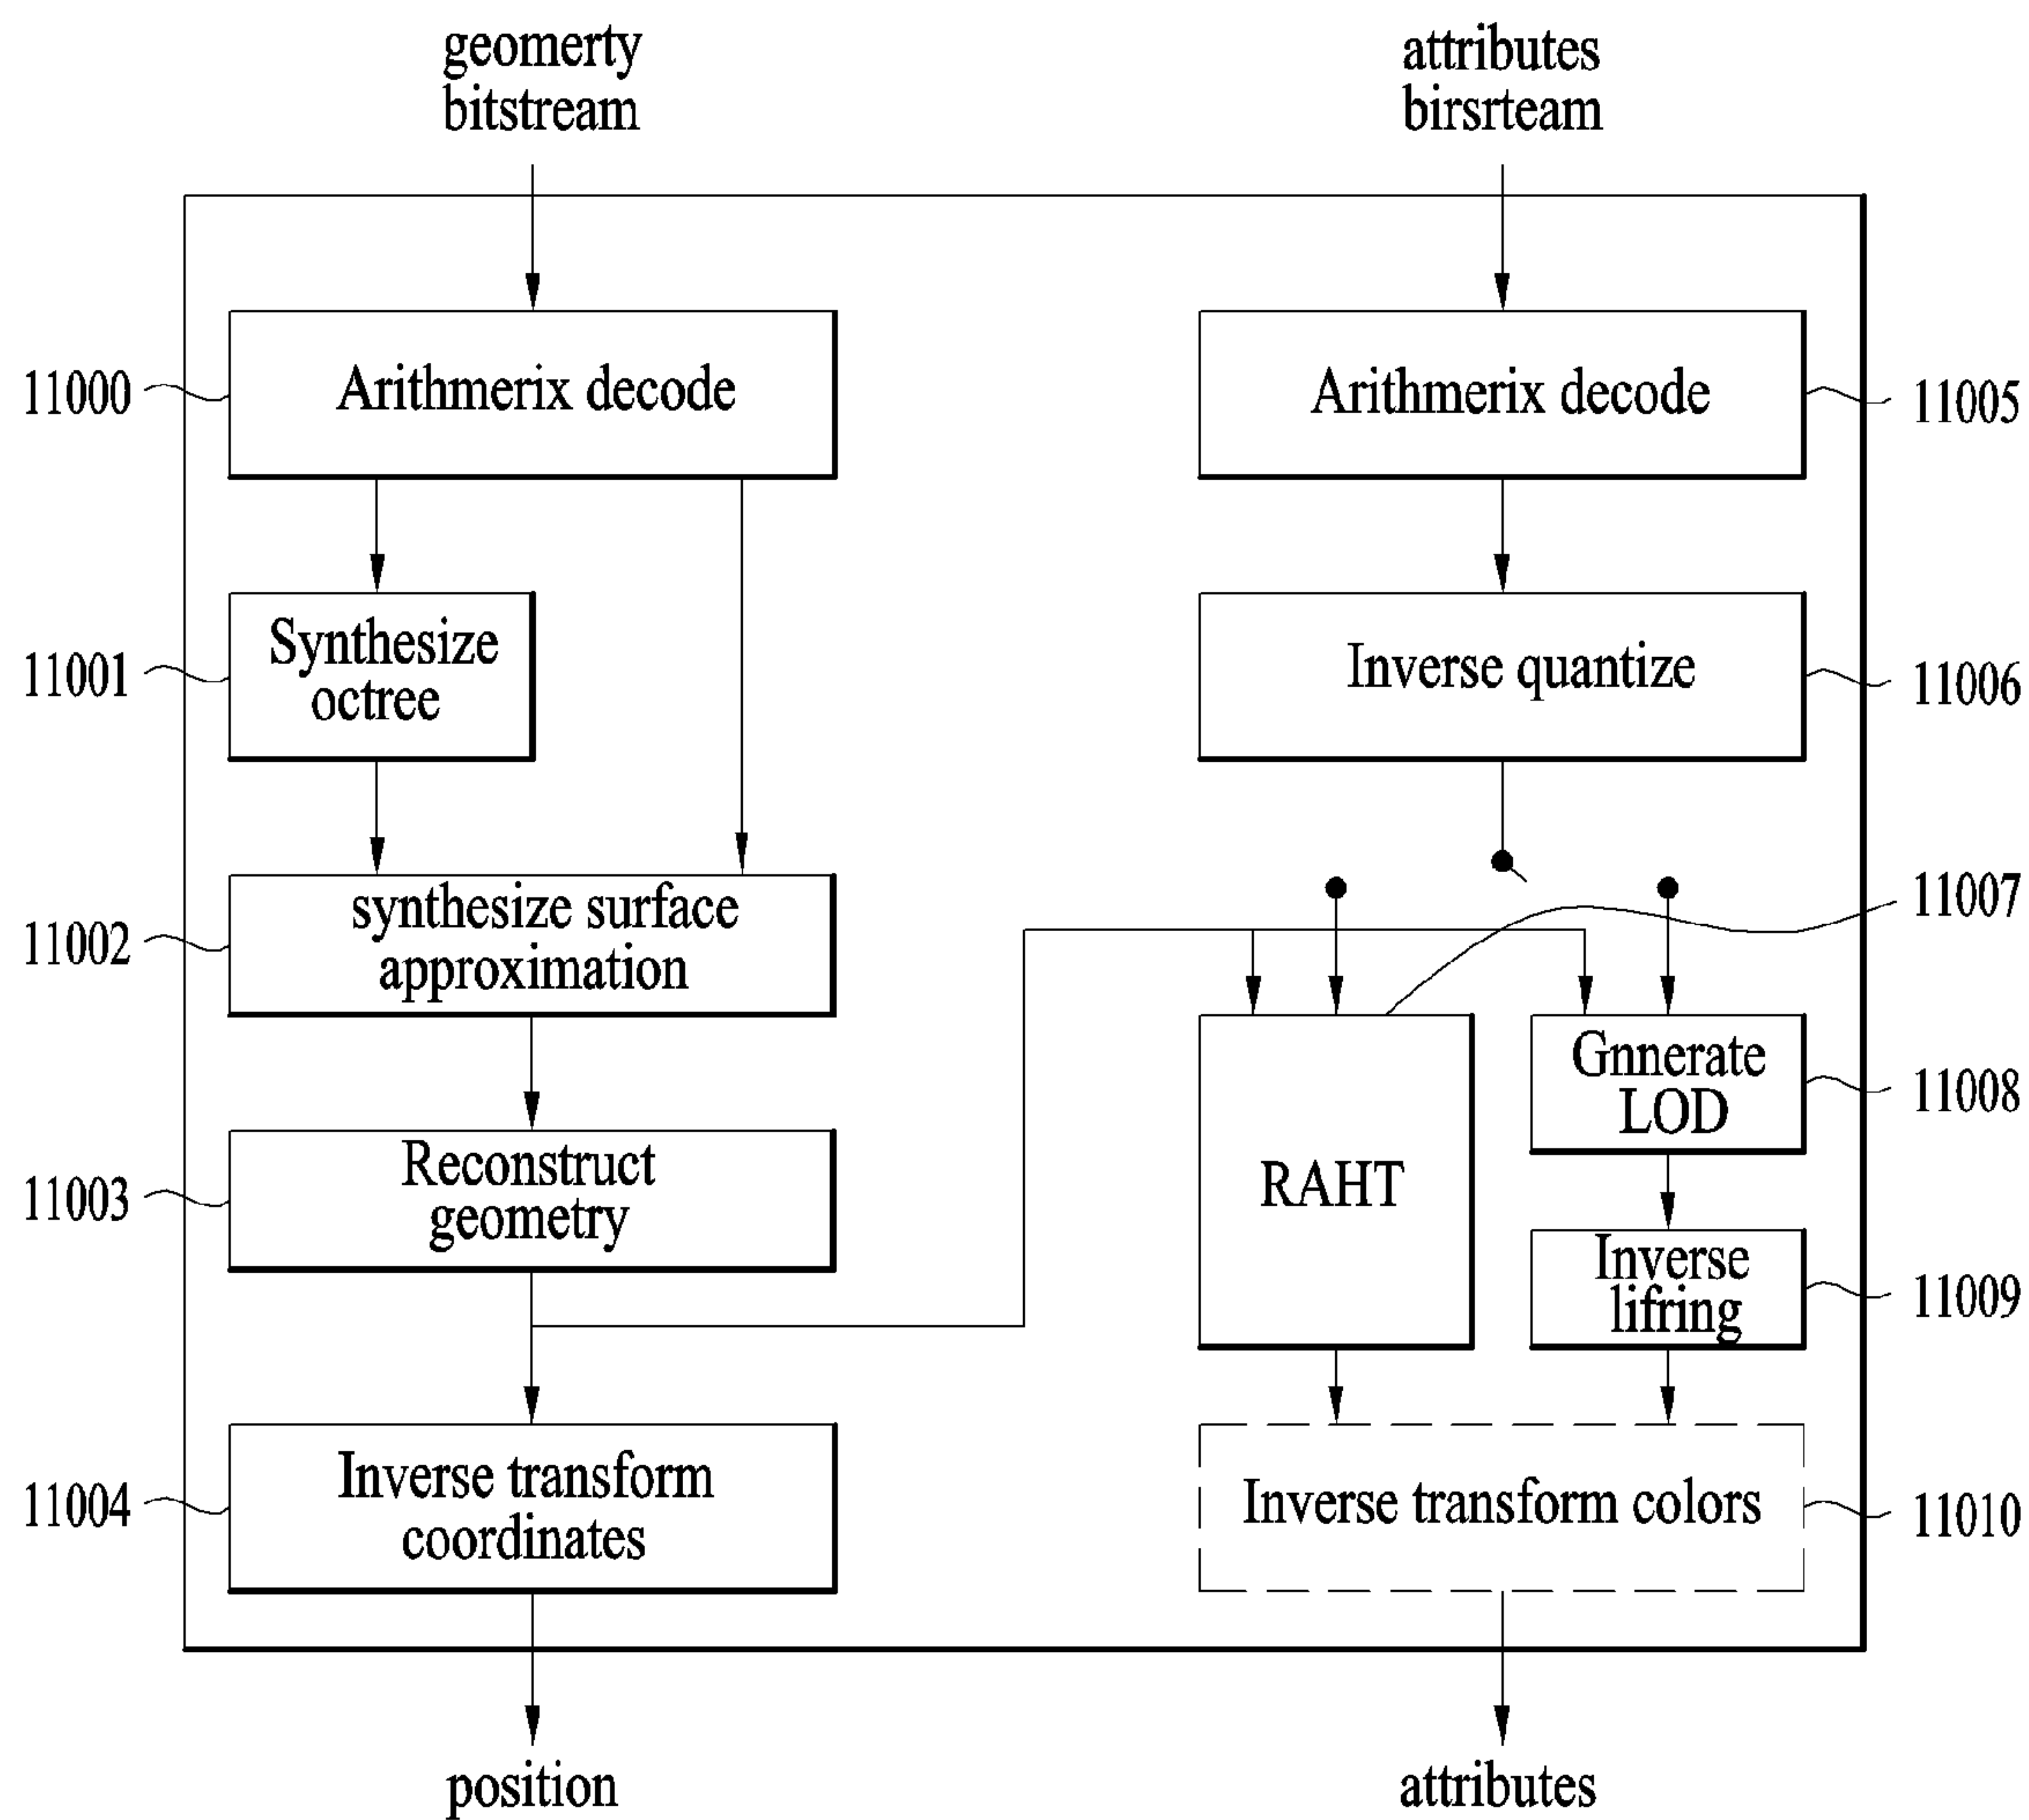 geomerty
bitstream
attributes
birsrteam
11000
Arithmerix decode
Arithmerix decode
11005
11001
Synthesize
octree
Inverse quantize
11006
11002
synthesize surface
approximation
11007
Gnnerate
LOD
11008
11003
Reconstruct
geometry
RAHT
Inverse
lifring
11009
11004
Inverse transform
coordinates
Inverse transform colors
11010
position
attributes